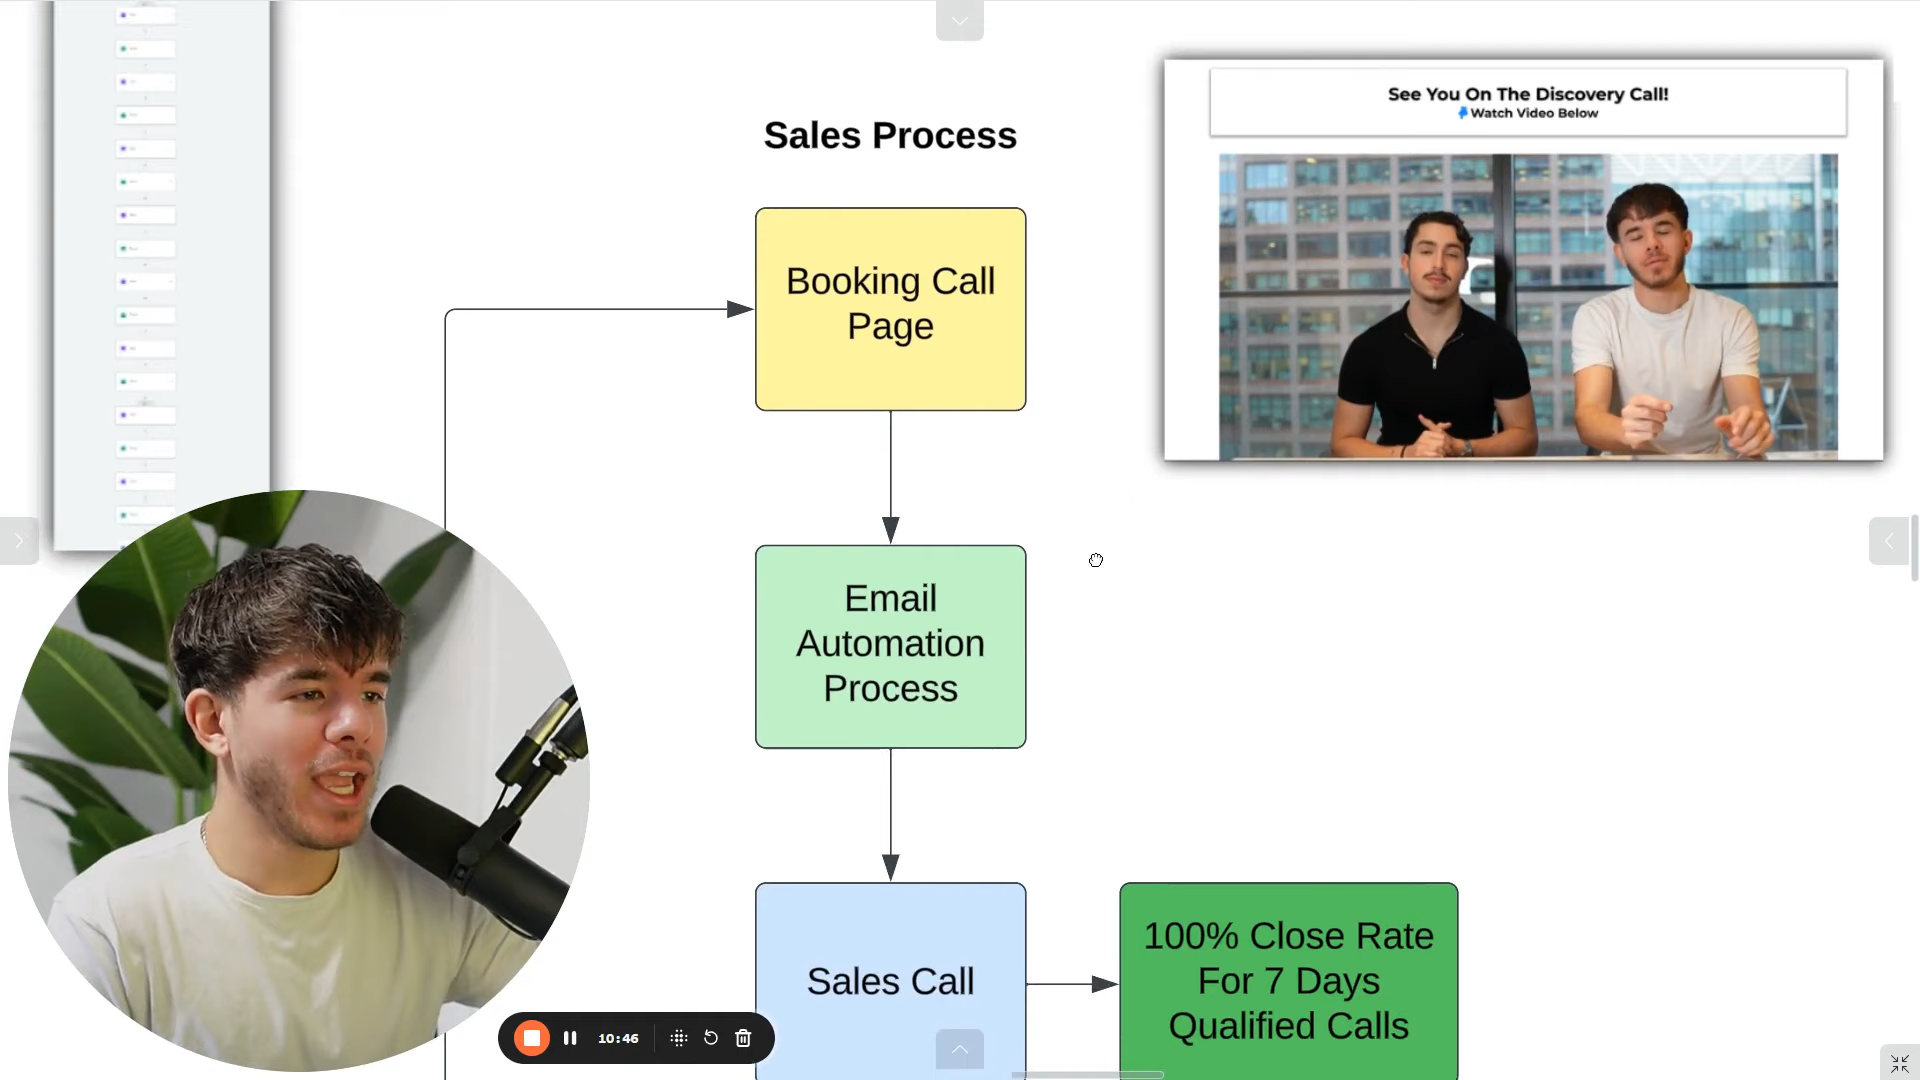 See You On The Discovery Call!
Watch Video Below
Sales Process
Booking Call
Page
Email
Automation
Process
Sales Call
100% Close Rate
For 7 Days
Qualified Calls
10:46